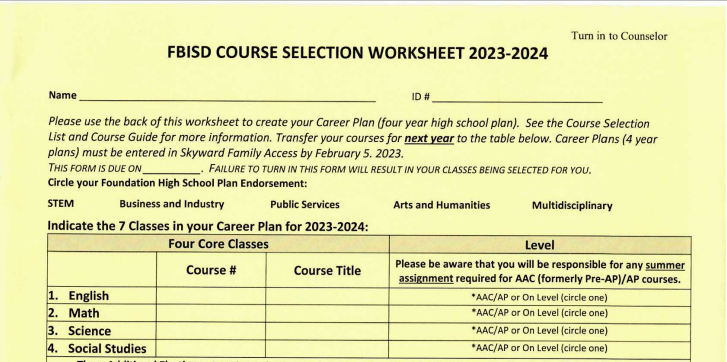 Turn in to Counselor
FBISD COURSE SELECTION WORKSHEET 2023-2024
Name ID #
Please use the back of this worksheet to create your Career Plan (four year high school plan). See the Course Selection
List and Course Guide for more information. Transfer your courses for next year to the table below. Career Plans (4 year
plans) must be entered in Skyward Family Access by February 5. 2023.
THIS FORM IS DUE ON . FAILURE TO TURN IN THIS FORM WILL RESULT IN YOUR CLASSES BEING SELECTED FOR YOU.
Circle your Foundation High School Plan Endorsement:
STEM Business and Industry Public Services Arts and Humanities Multidisciplinary
Indicate the 7 Classes in your Career Plan for 2023-2024:
Four Core Classes Level
Course # Course Title
Please be aware that you will be responsible for any summer
assignment required for AAC (formerly Pre-AP)/AP courses.
1. English *AAC/AP or On Level (circle one)
2. Math *AAC/AP or On Level (circle one)
3. Science *AAC/AP or On Level (circle one)
4. Social Studies *AAC/AP or On Level (circle one)